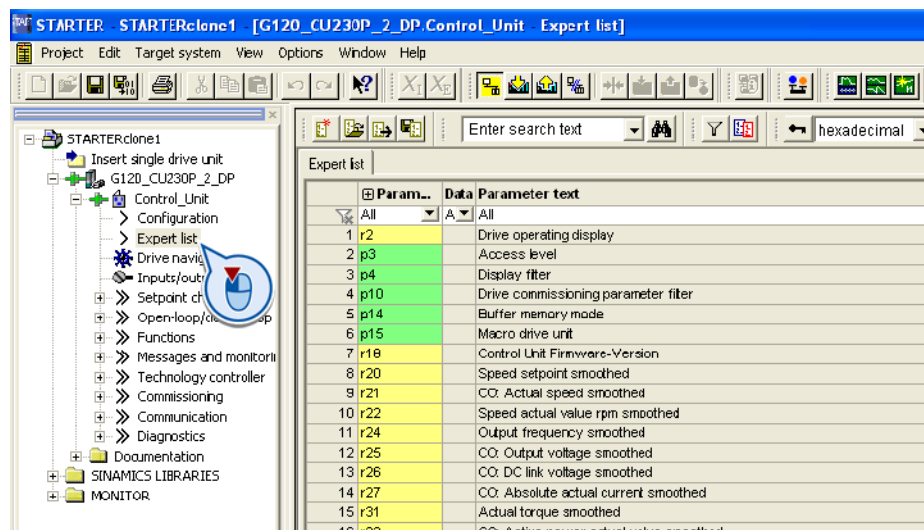 STARTER - STARTERclone1 - [G120_CU230P_2_DP.Control_Unit - Expert list]
Project Edit Target system View Options Window Help
Enter search text
hexadecimal
STARTERclone1
Insert single drive unit
G120_CU230P_2_DP
Control_Unit
Configuration
Expert list
Drive navig
Inputs/out
Setpoint ch
Open-loop/
Functions
Messages and monitori
Technology controller
Commissioning
Communication
Diagnostics
Documentation
SINAMICS LIBRARIES
MONITOR
Expert list
Param... Data Parameter text
All A All
1 r2 Drive operating display
2 p3 Access level
3 p4 Display filter
4 p10 Drive commissioning parameter filter
5 p14 Buffer memory mode
6 p15 Macro drive unit
7 r18 Control Unit Firmware-Version
8 r20 Speed setpoint smoothed
9 r21 CO: Actual speed smoothed
10 r22 Speed actual value rpm smoothed
11 r24 Output frequency smoothed
12 r25 CO: Output voltage smoothed
13 r26 CO: DC link voltage smoothed
14 r27 CO: Absolute actual current smoothed
15 r31 Actual torque smoothed